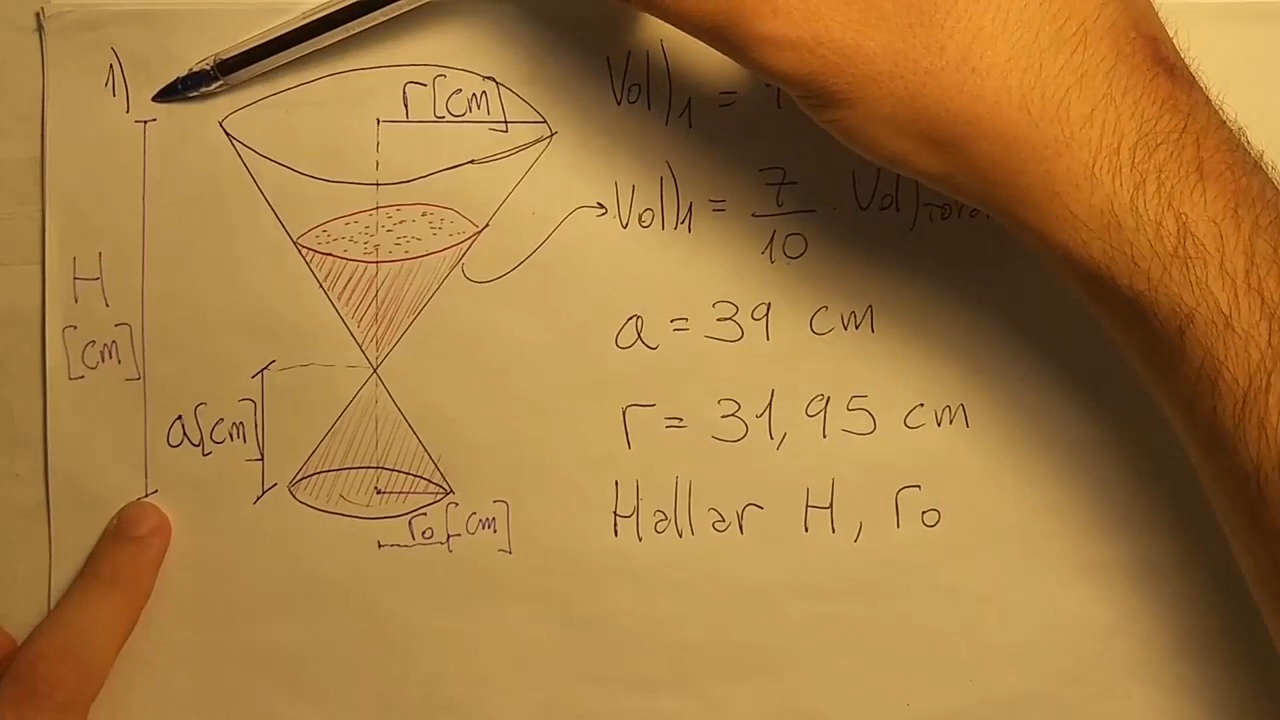 1)
r[cm]
H
[cm]
a[cm]
r₀[cm]
Vol)₁ =
Vol)₁ = 7/10 · Vol)
a = 39 cm
r = 31,95 cm
Hallar H, r₀